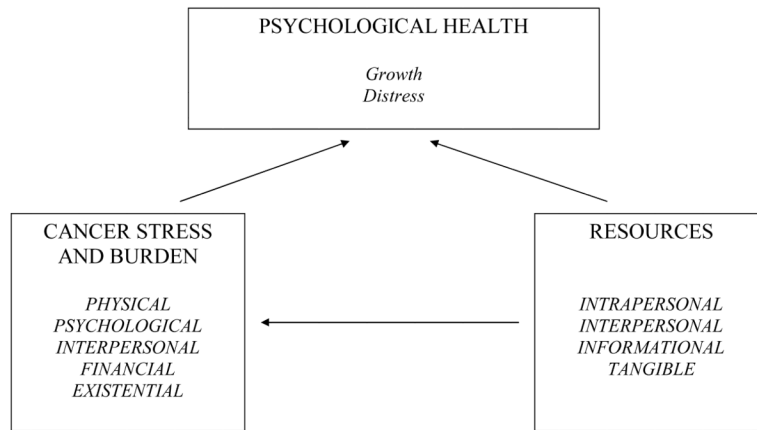 PSYCHOLOGICAL HEALTH
Growth
Distress
CANCER STRESS
AND BURDEN
PHYSICAL
PSYCHOLOGICAL
INTERPERSONAL
FINANCIAL
EXISTENTIAL
RESOURCES
INTRAPERSONAL
INTERPERSONAL
INFORMATIONAL
TANGIBLE